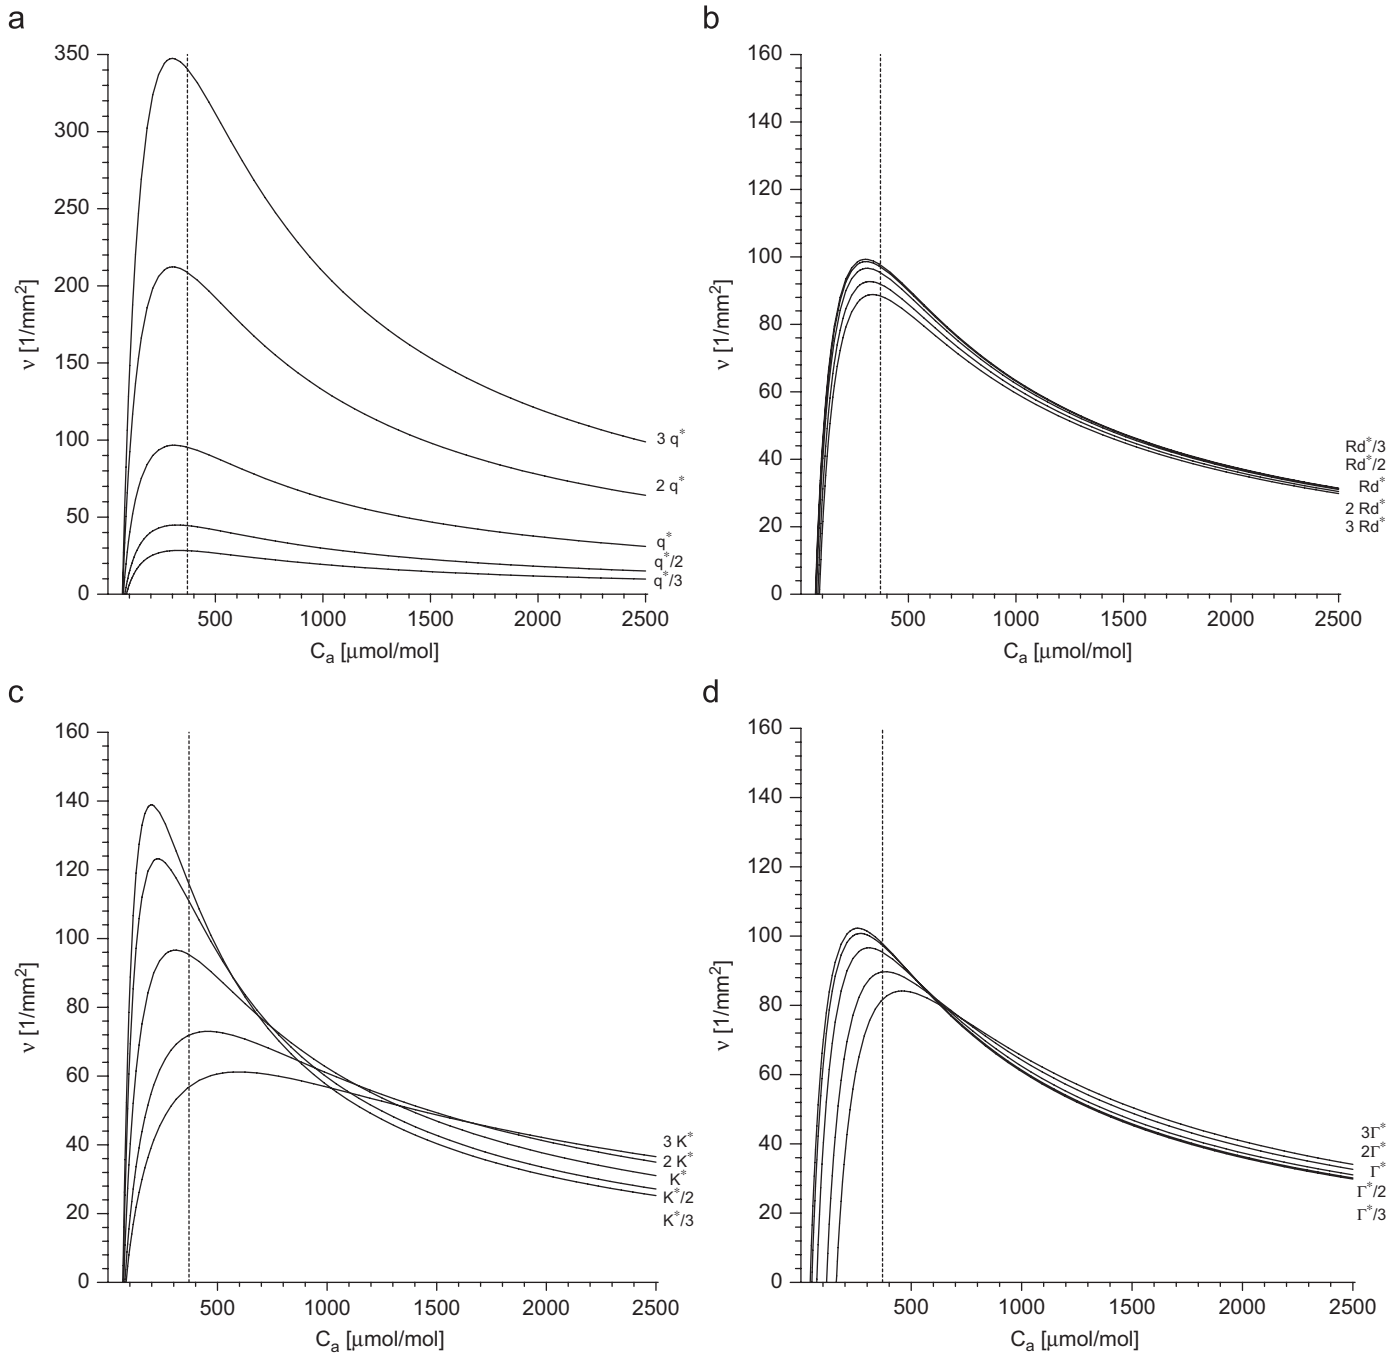 a
350
300
250
200
150
100
50
0
ν [1/mm²]
500 1000 1500 2000 2500
Cₐ [μmol/mol]
3 q*
2 q*
q*
q*/2
q*/3
b
160
140
120
100
80
60
40
20
0
ν [1/mm²]
500 1000 1500 2000 2500
Cₐ [μmol/mol]
Rd*/3
Rd*/2
Rd*
2 Rd*
3 Rd*
c
160
140
120
100
80
60
40
20
0
ν [1/mm²]
500 1000 1500 2000 2500
Cₐ [μmol/mol]
3 K*
2 K*
K*
K*/2
K*/3
d
160
140
120
100
80
60
40
20
0
ν [1/mm²]
500 1000 1500 2000 2500
Cₐ [μmol/mol]
3Γ*
2Γ*
Γ*
Γ*/2
Γ*/3